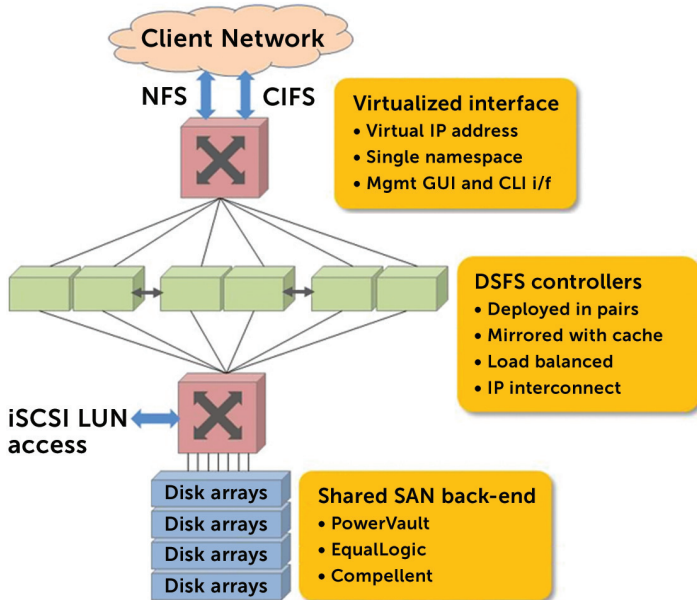 Client Network
NFS
CIFS
Virtualized interface
• Virtual IP address
• Single namespace
• Mgmt GUI and CLI i/f
DSFS controllers
• Deployed in pairs
• Mirrored with cache
• Load balanced
• IP interconnect
iSCSI LUN
access
Disk arrays
Disk arrays
Disk arrays
Disk arrays
Shared SAN back-end
• PowerVault
• EqualLogic
• Compellent